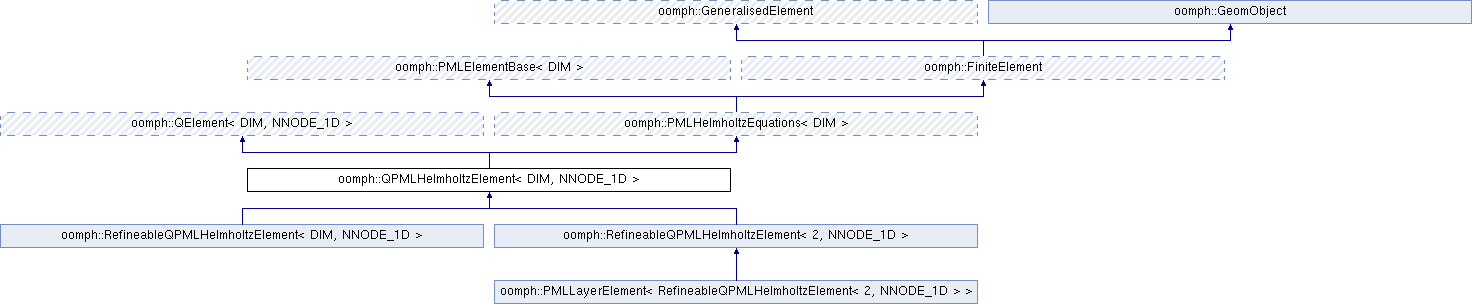 oomph::GeneralisedElement
oomph::GeomObject
oomph::PMLElementBase< DIM >
oomph::FiniteElement
oomph::QElement< DIM, NNODE_1D >
oomph::PMLHelmholtzEquations< DIM >
oomph::QPMLHelmholtzElement< DIM, NNODE_1D >
oomph::RefineableQPMLHelmholtzElement< DIM, NNODE_1D >
oomph::RefineableQPMLHelmholtzElement< 2, NNODE_1D >
oomph::PMLLayerElement< RefineableQPMLHelmholtzElement< 2, NNODE_1D > >